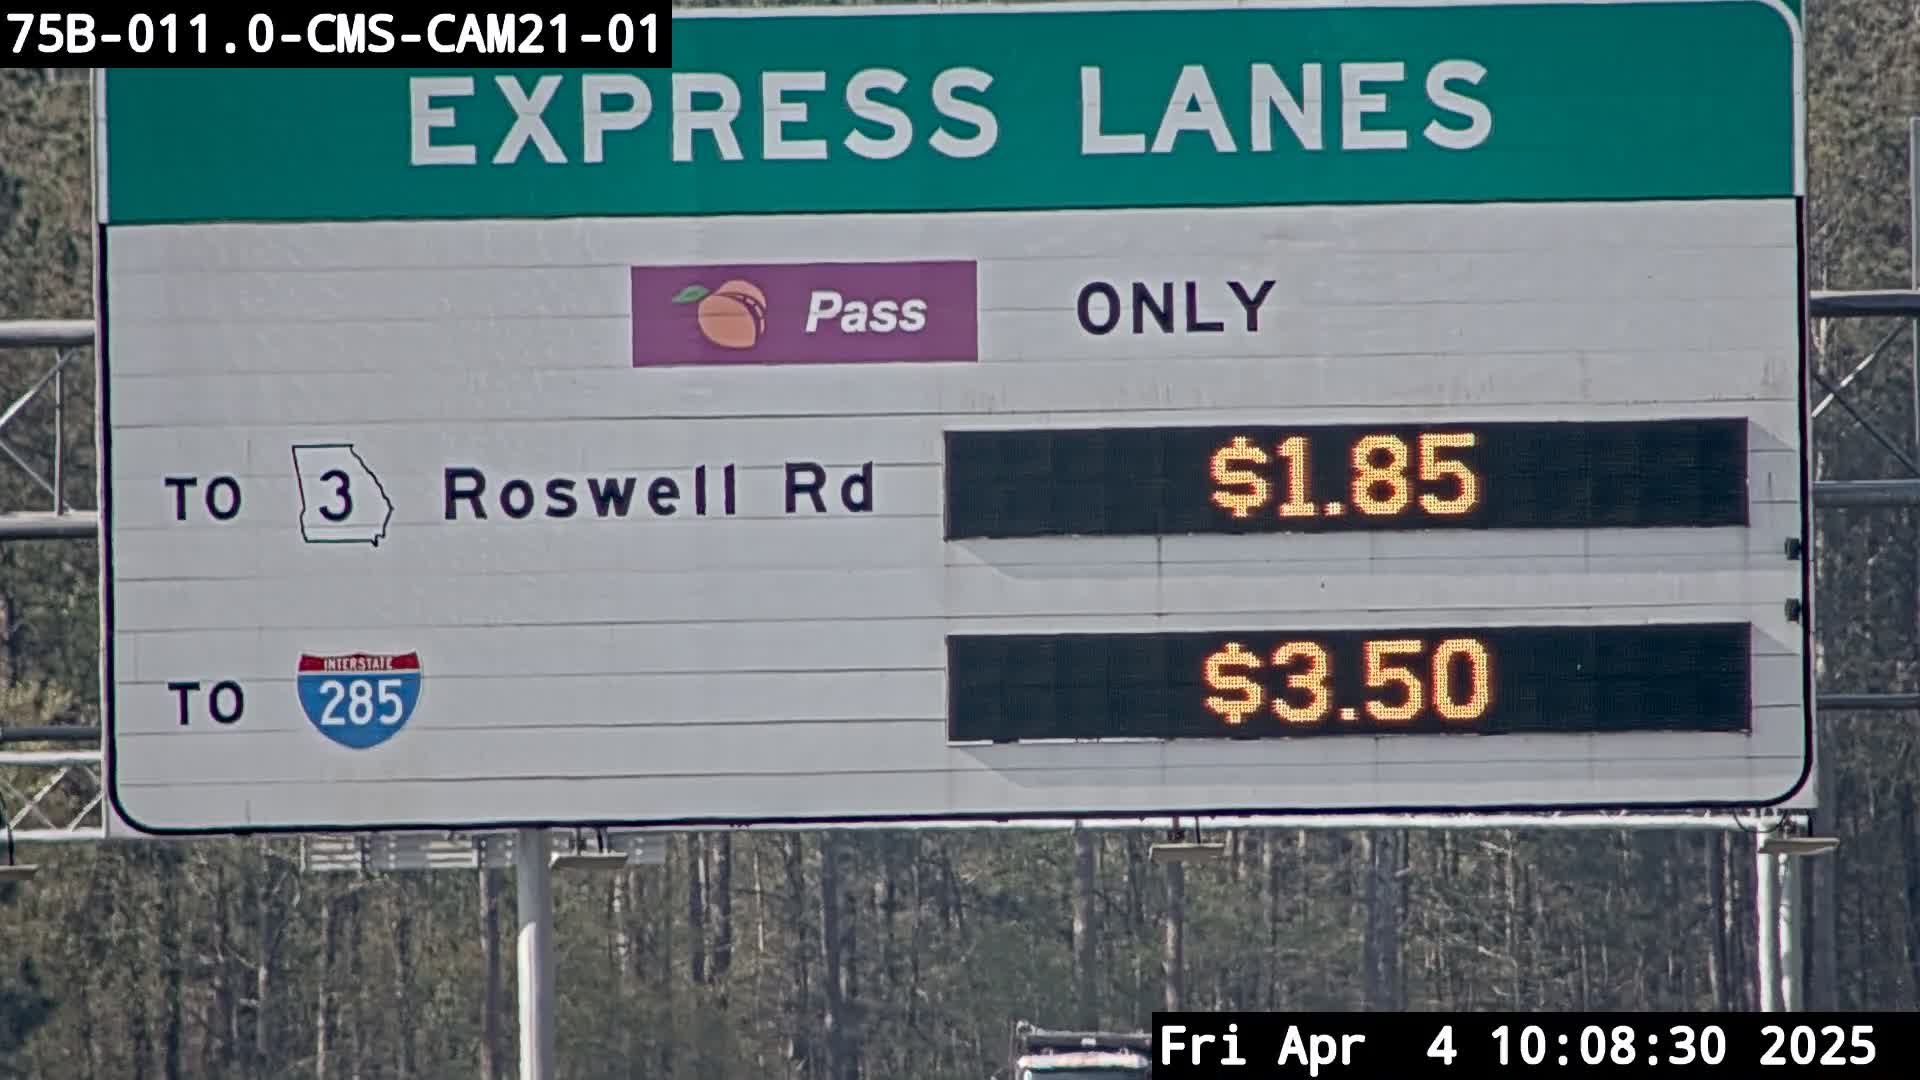 75B-011.0-CMS-CAM21-01
EXPRESS LANES
Pass ONLY
TO 3 Roswell Rd $1.85
INTERSTATE
TO 285 $3.50
Fri Apr 4 10:08:30 2025